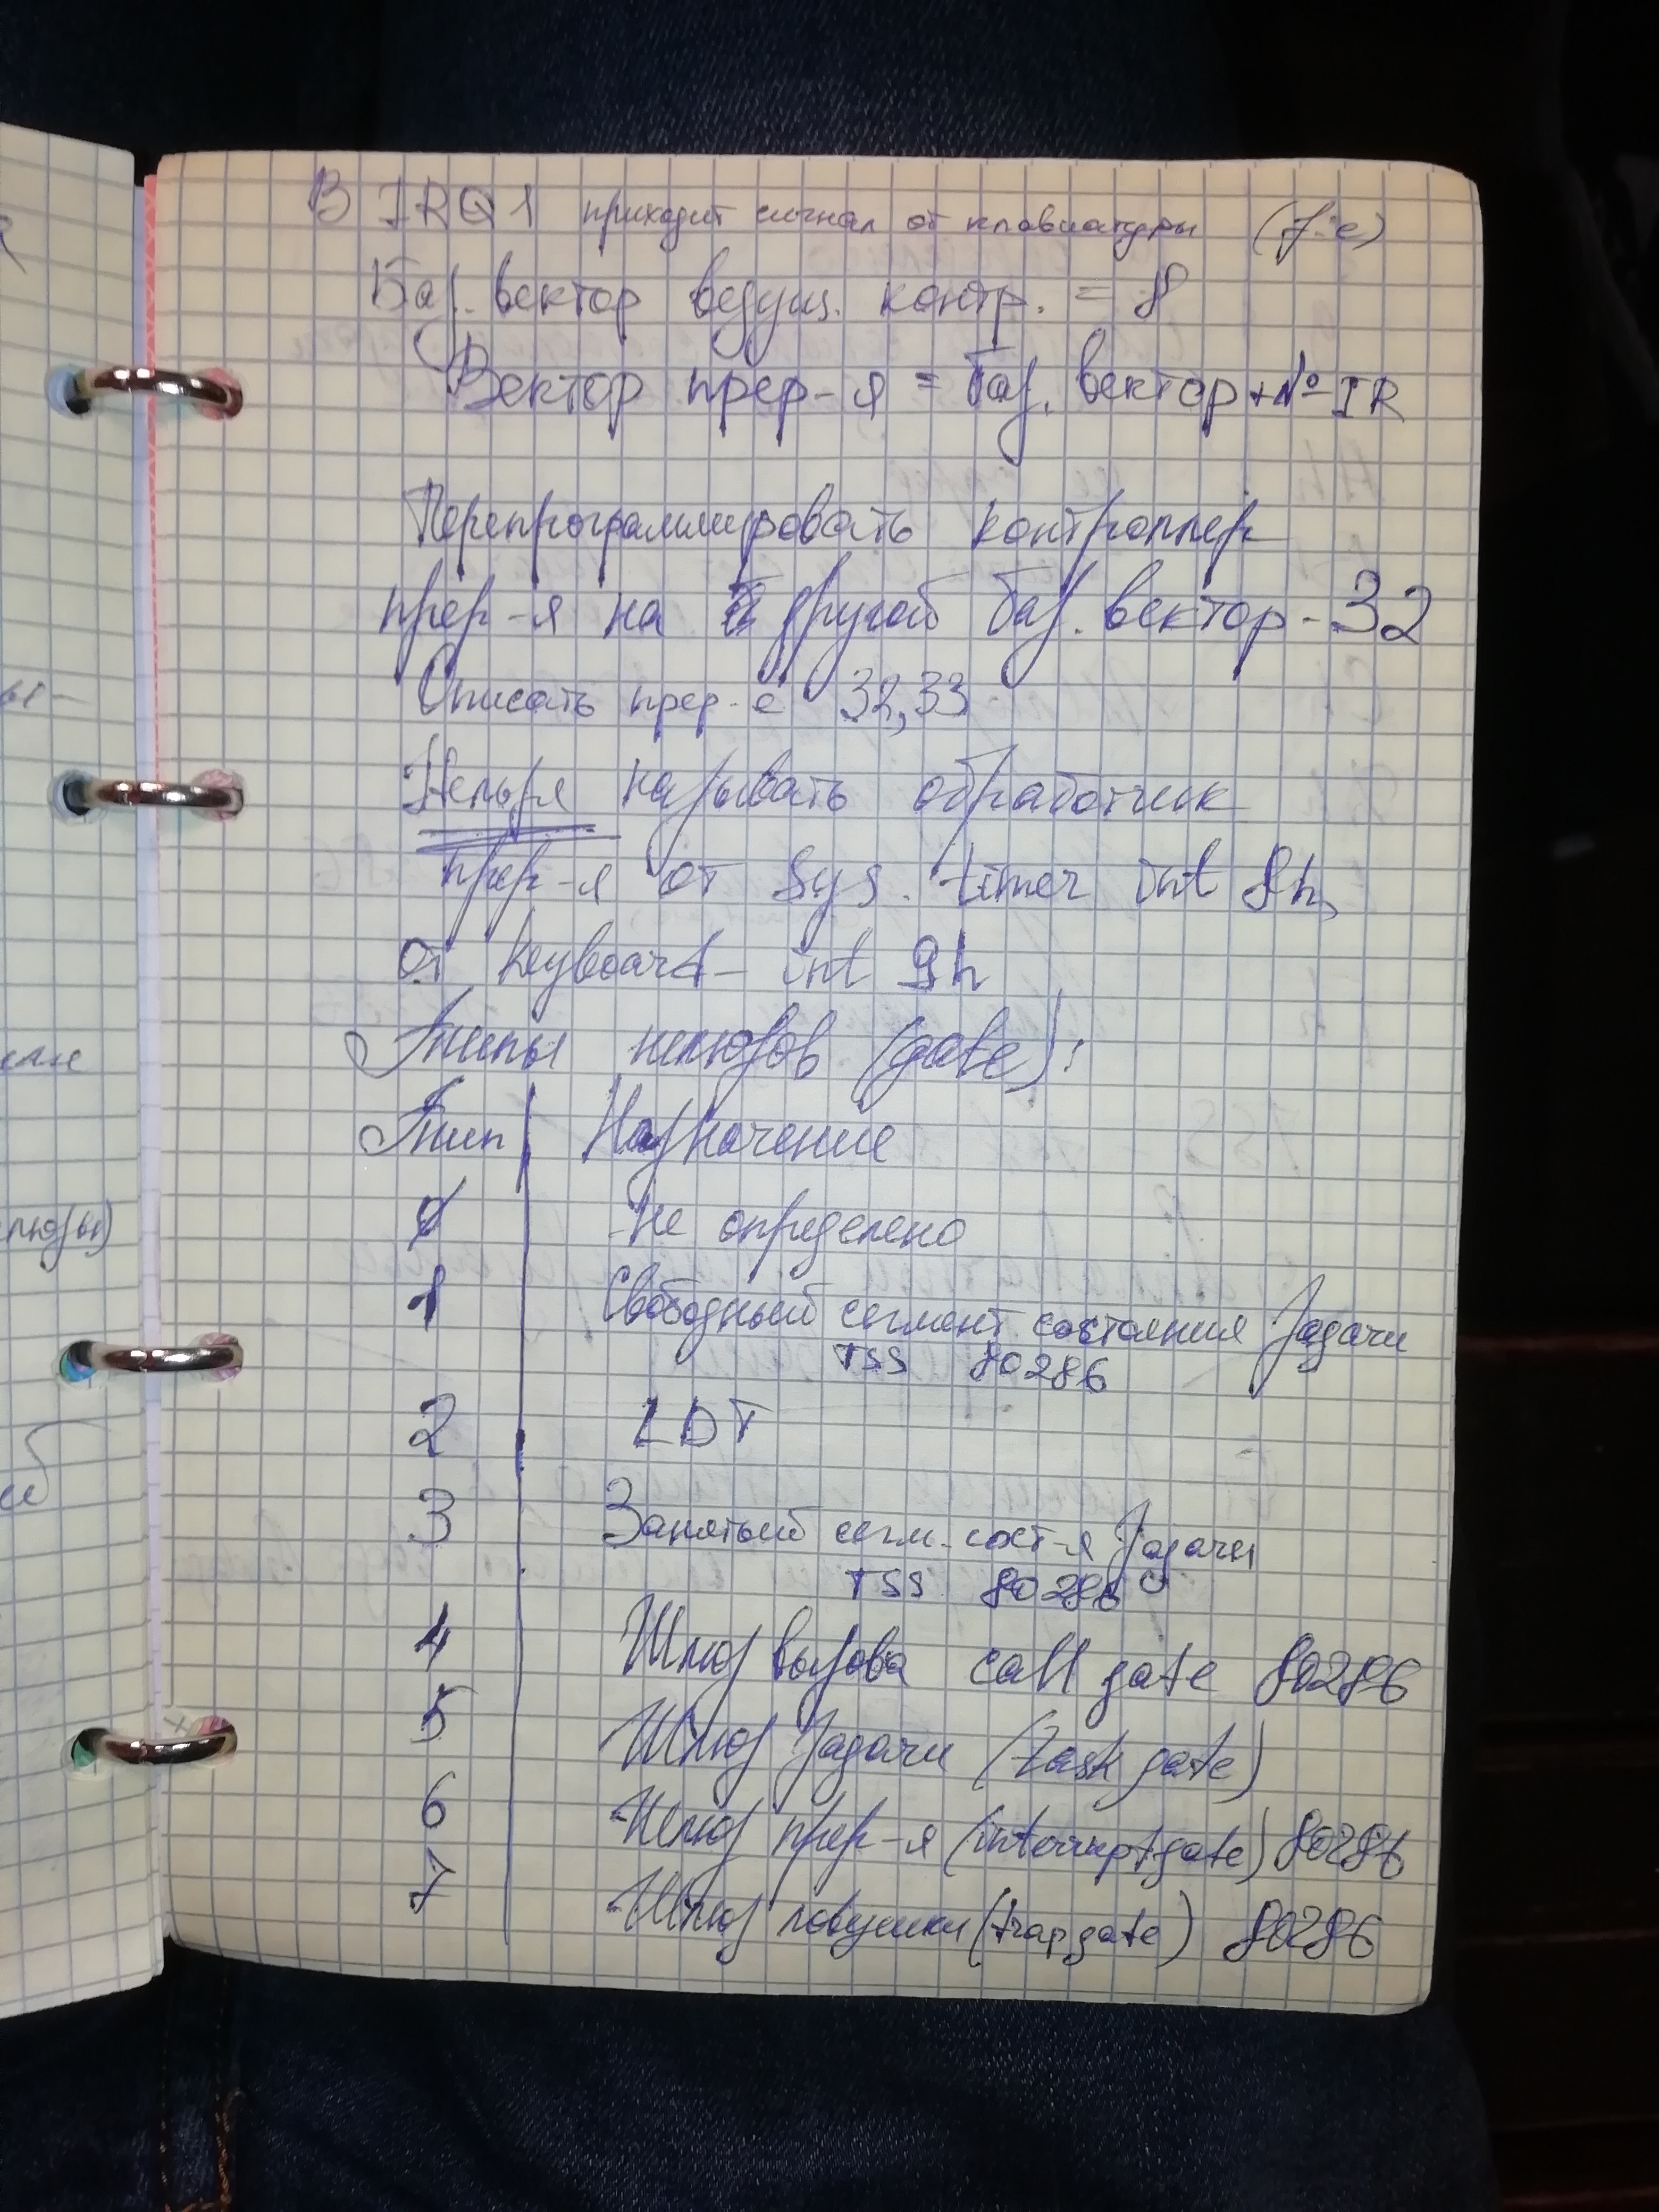 В IRQ 1 приходит сигнал от клавиатуры
Баз. вектор ведущ. контр. = 8
Вектор прер-я = баз. вектор + № IR
Перепрограммировать контроллер
прер-я на другой баз. вектор - 32
Описать прер-е 32, 33
Нельзя называть обработчик
прер-я от sys. timer int 8h,
от keyboard - int 9h
Типы шлюзов (gate):
Тип | Назначение
0 Не определено
1 Свободный сегмент состояния задачи
TSS 80286
2 LDT
3 Занятый сегм. сост-я задачи
TSS 80286
4 Шлюз вызова call gate 80286
5 Шлюз задачи (task gate)
6 Шлюз прер-я (interrupt gate) 80286
7 Шлюз ловушки (trap gate) 80286